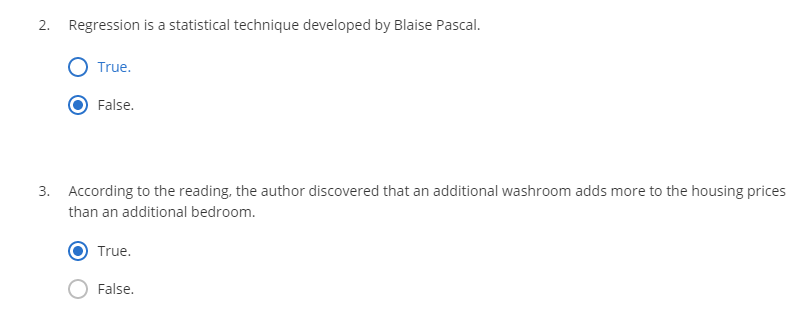 2. Regression is a statistical technique developed by Blaise Pascal.
True.
False.
3. According to the reading, the author discovered that an additional washroom adds more to the housing prices
than an additional bedroom.
True.
False.